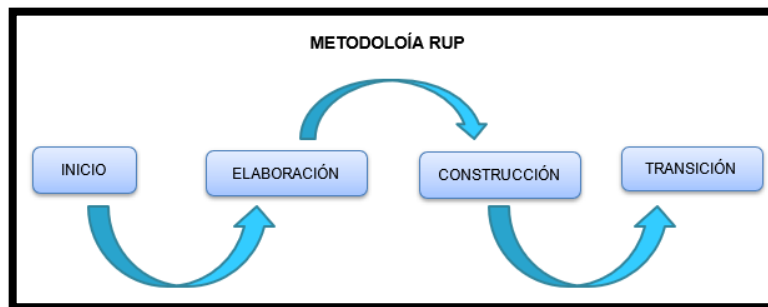 METODOLOÍA RUP
INICIO
ELABORACIÓN
CONSTRUCCIÓN
TRANSICIÓN